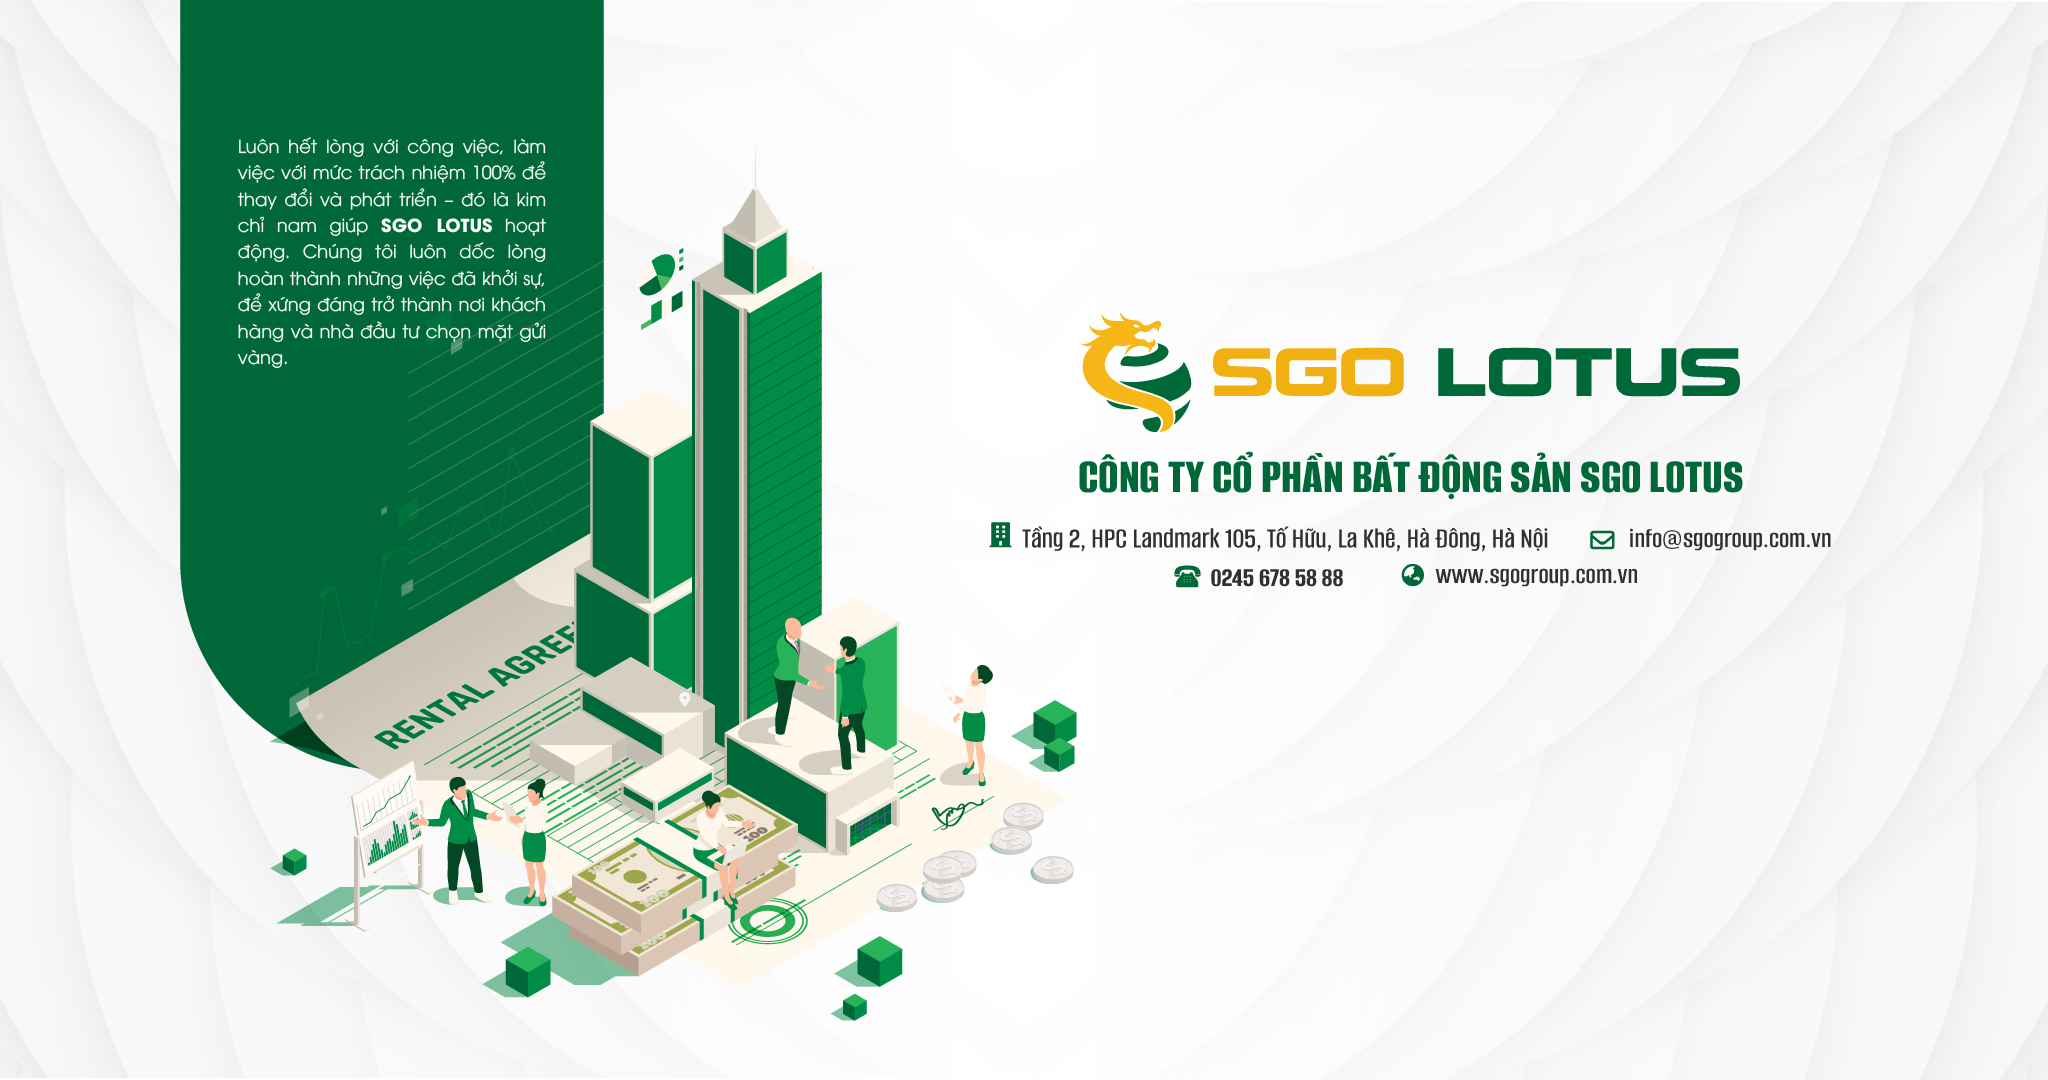 Luôn hết lòng với công việc, làm
việc với mức trách nhiệm 100% để
thay đổi và phát triển – đó là kim
chỉ nam giúp SGO LOTUS hoạt
động. Chúng tôi luôn dốc lòng
hoàn thành những việc đã khởi sự,
để xứng đáng trở thành nơi khách
hàng và nhà đầu tư chọn mặt gửi
vàng.
RENTAL AGREE
100
SGO LOTUS
CÔNG TY CỔ PHẦN BẤT ĐỘNG SẢN SGO LOTUS
Tầng 2, HPC Landmark 105, Tố Hữu, La Khê, Hà Đông, Hà Nội info@sgogroup.com.vn
0245 678 58 88 www.sgogroup.com.vn